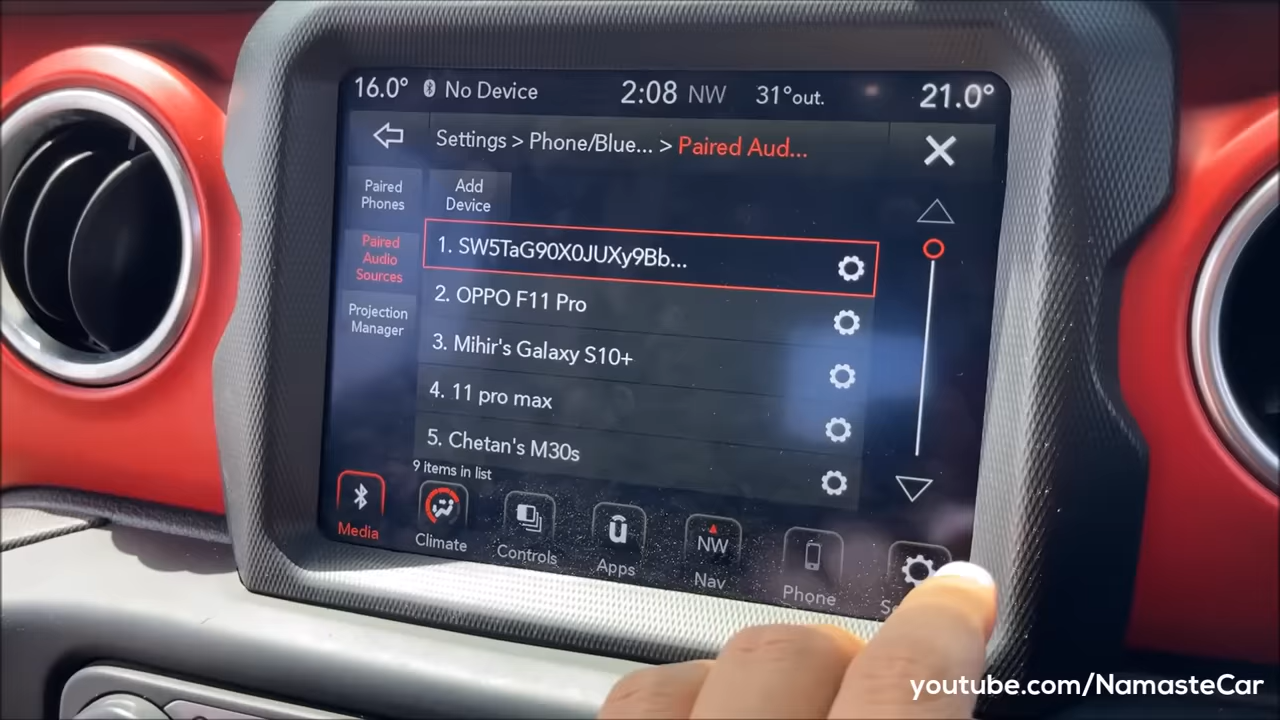 16.0° No Device 2:08 NW 31°out. 21.0°
Settings > Phone/Blue... > Paired Aud...
Paired
Phones
Add
Device
Paired
Audio
Sources
Projection
Manager
1. SW5TaG90X0JUXy9Bb...
2. OPPO F11 Pro
3. Mihir's Galaxy S10+
4. 11 pro max
5. Chetan's M30s
9 items in list
Media
Climate
Controls
û
Apps
NW
Nav
Phone
youtube.com/NamasteCar